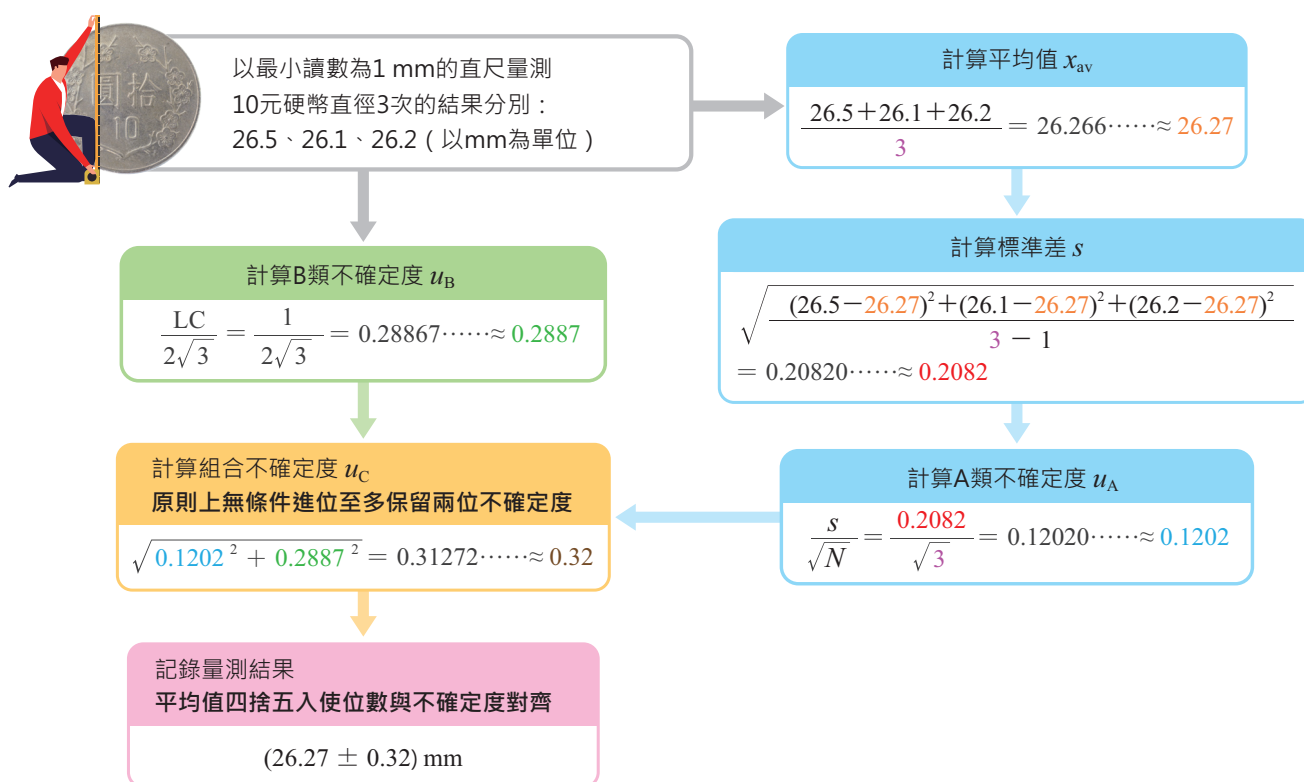 圓拾
10
以最小讀數為1 mm的直尺量測
10元硬幣直徑3次的結果分別：
26.5、26.1、26.2（以mm為單位）
計算平均值 x_av
(26.5+26.1+26.2)/3 = 26.266……≈ 26.27
計算標準差 s
√(((26.5−26.27)²+(26.1−26.27)²+(26.2−26.27)²)/(3 − 1))
= 0.20820……≈ 0.2082
計算A類不確定度 u_A
s/√N = 0.2082/√3 = 0.12020……≈ 0.1202
計算B類不確定度 u_B
LC/2√3 = 1/2√3 = 0.28867……≈ 0.2887
計算組合不確定度 u_C
原則上無條件進位至多保留兩位不確定度
√(0.1202² + 0.2887²) = 0.31272……≈ 0.32
記錄量測結果
平均值四捨五入使位數與不確定度對齊
(26.27 ± 0.32) mm